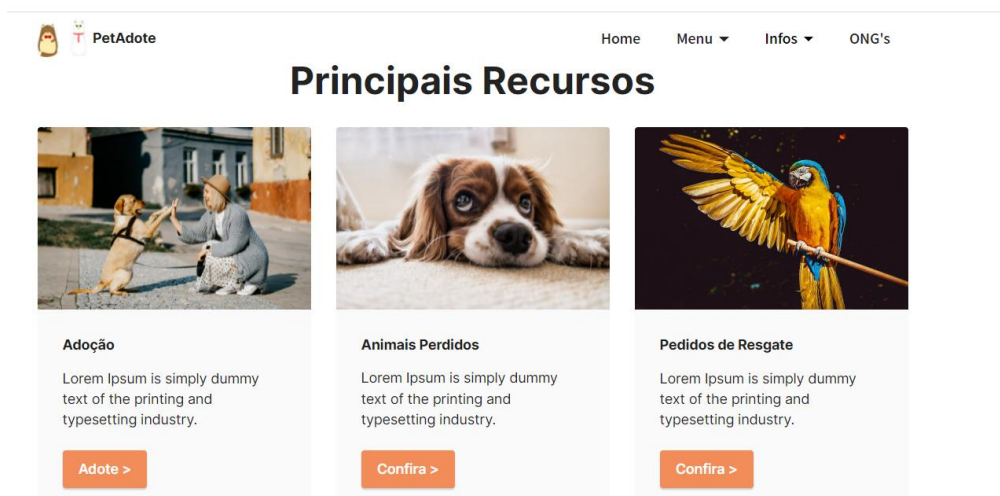 PetAdote
Home Menu Infos ONG's
Principais Recursos
Adoção
Lorem Ipsum is simply dummy
text of the printing and
typesetting industry.
Adote >
Animais Perdidos
Lorem Ipsum is simply dummy
text of the printing and
typesetting industry.
Confira >
Pedidos de Resgate
Lorem Ipsum is simply dummy
text of the printing and
typesetting industry.
Confira >